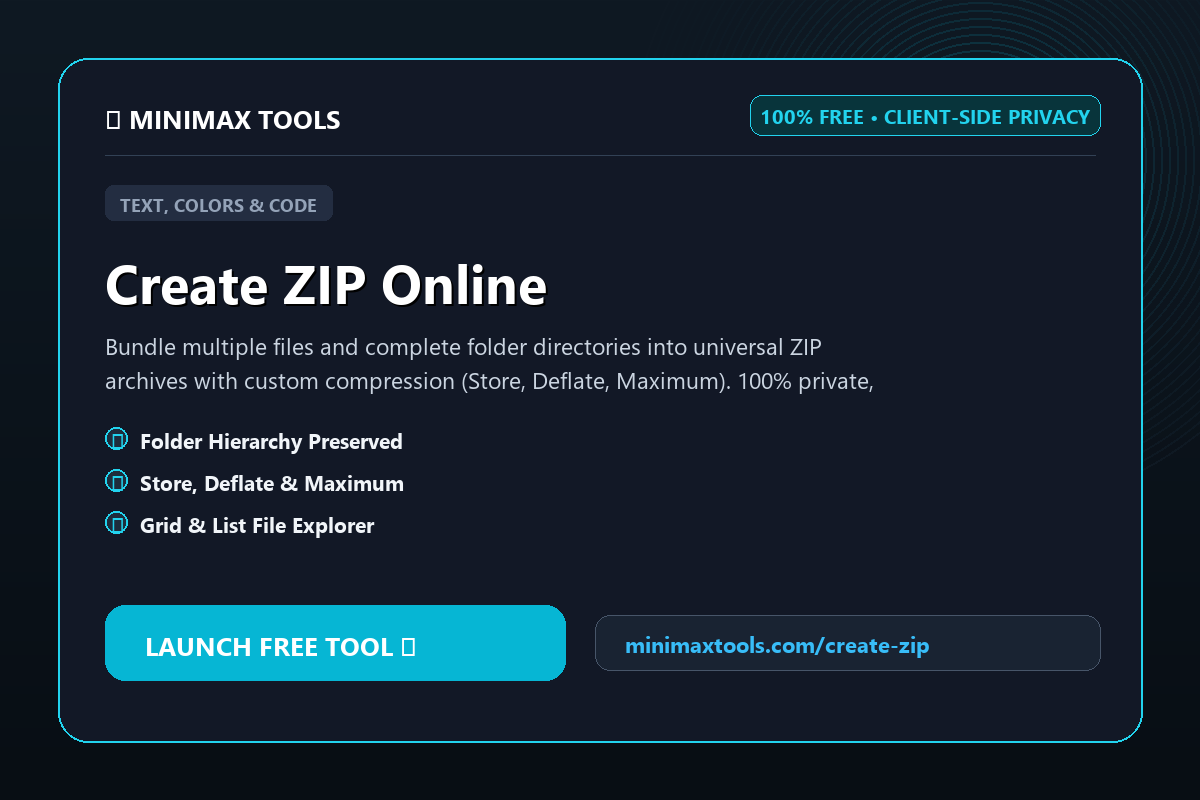 MINIMAX TOOLS
100% FREE • CLIENT-SIDE PRIVACY
TEXT, COLORS & CODE
Create ZIP Online
Bundle multiple files and complete folder directories into universal ZIP
archives with custom compression (Store, Deflate, Maximum). 100% private,
Folder Hierarchy Preserved
Store, Deflate & Maximum
Grid & List File Explorer
LAUNCH FREE TOOL
minimaxtools.com/create-zip